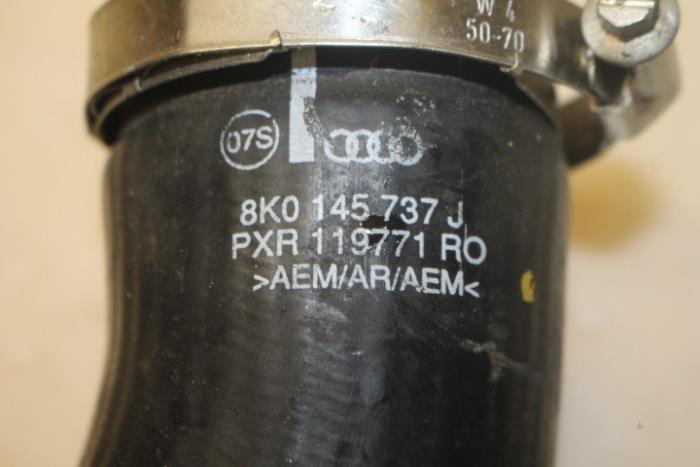 W 4
50-70
07S
8K0 145 737 J
PXR 119771 RO
>AEM/AR/AEM<